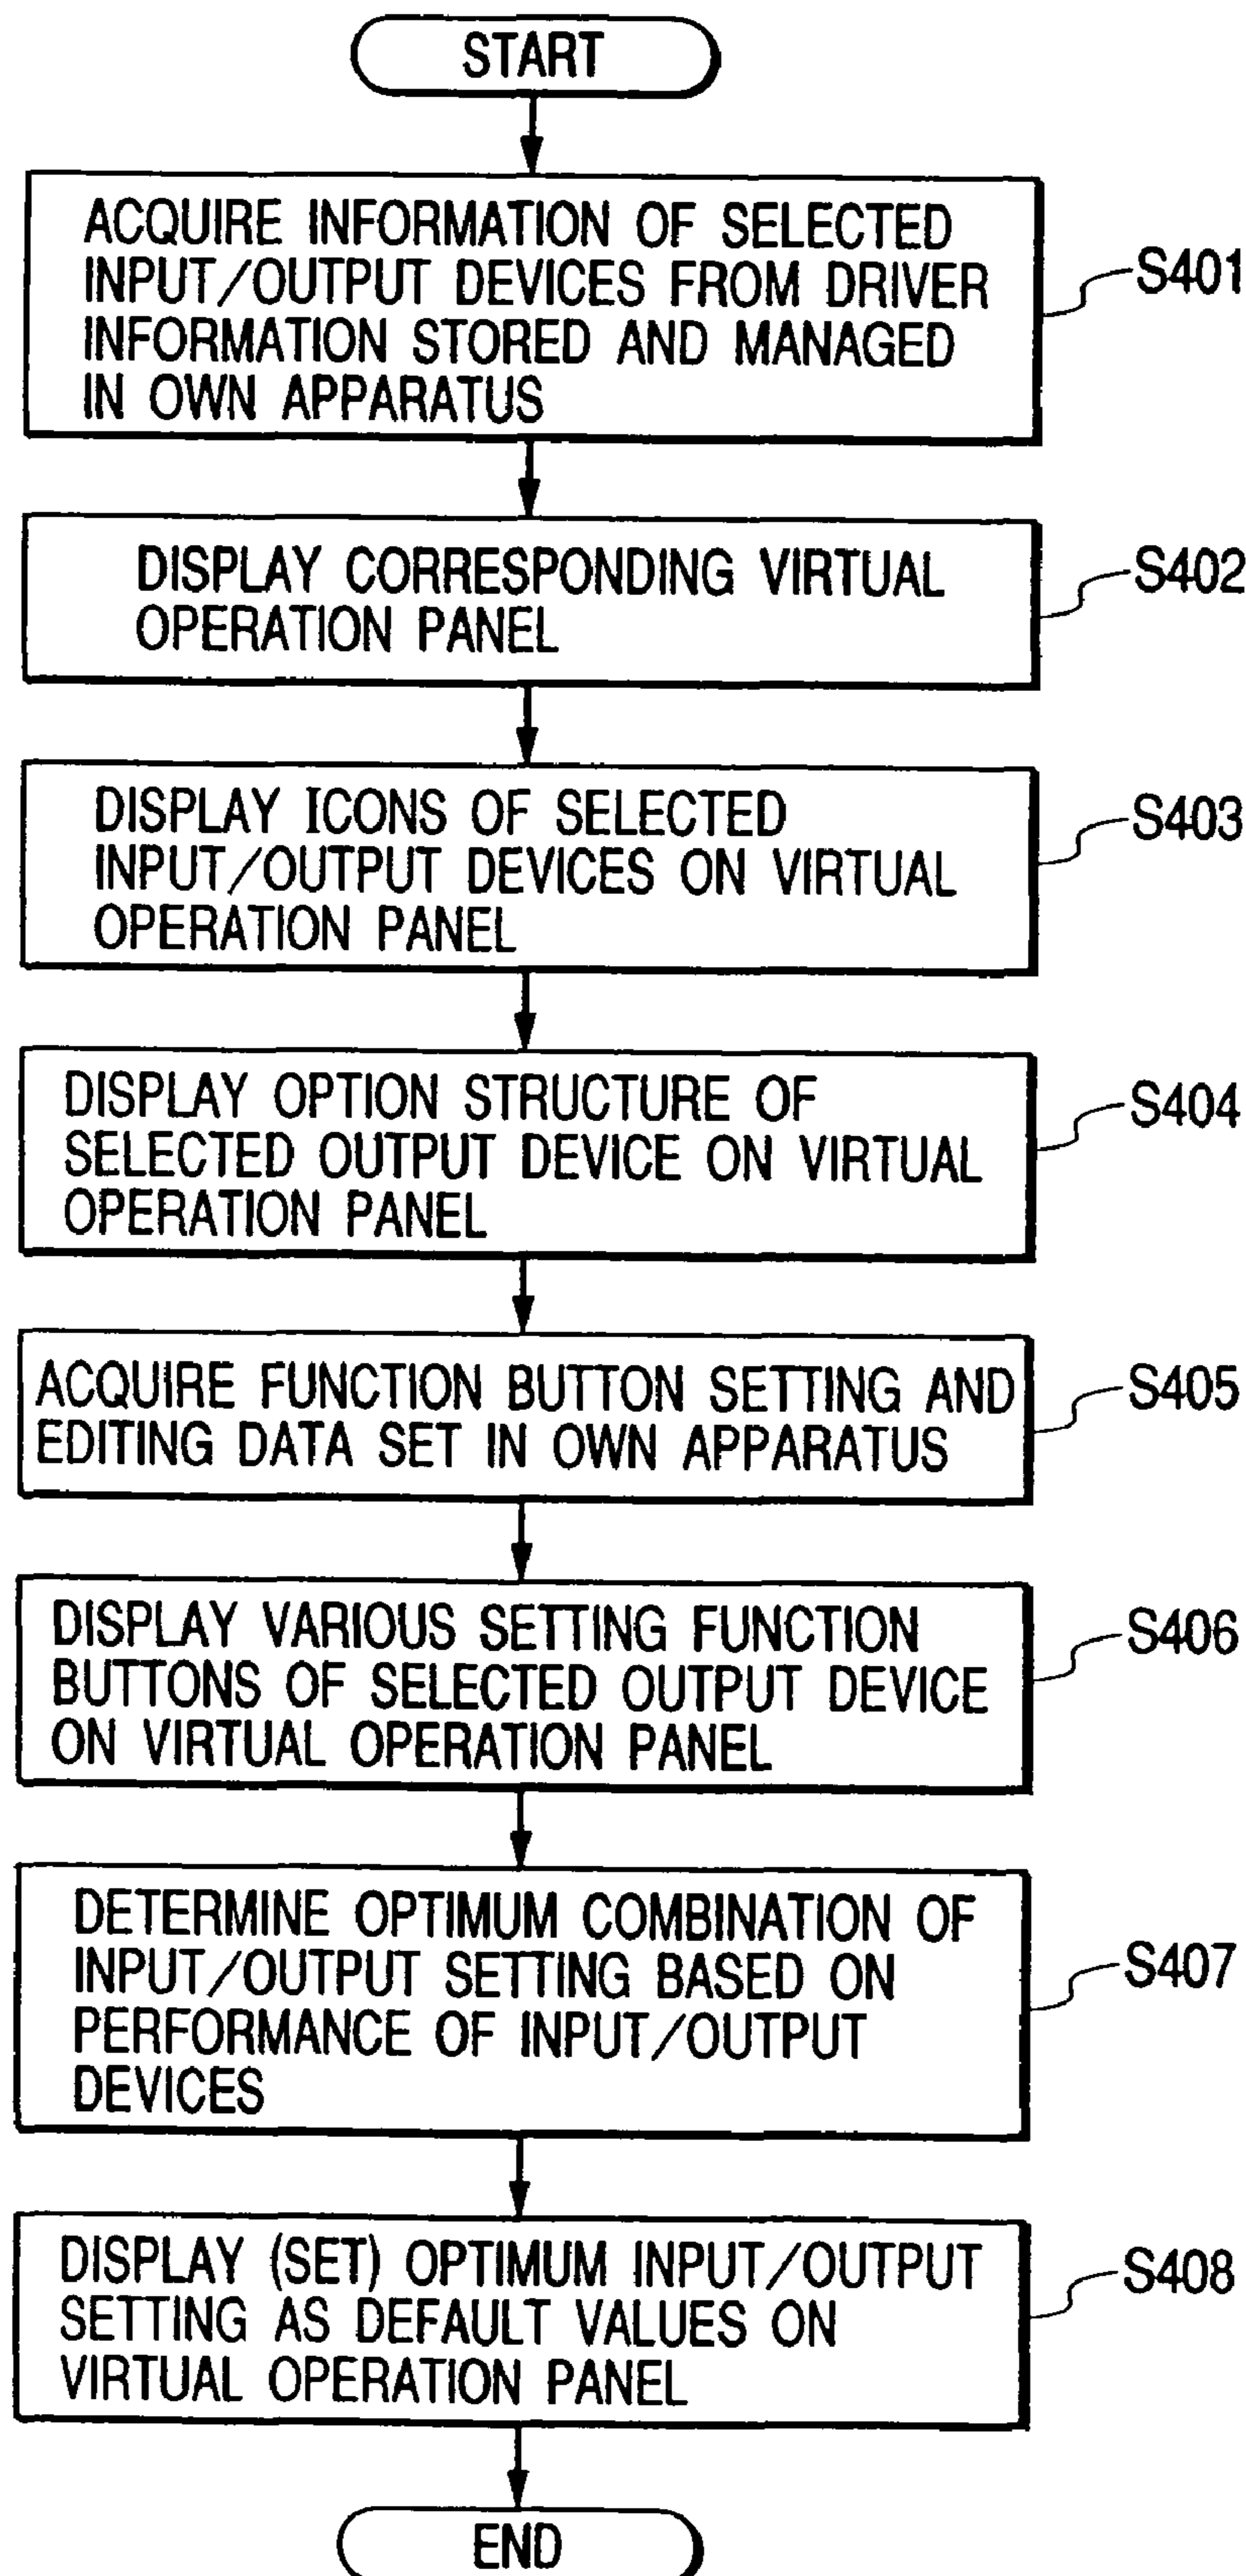 START
ACQUIRE INFORMATION OF SELECTED
INPUT/OUTPUT DEVICES FROM DRIVER
INFORMATION STORED AND MANAGED
IN OWN APPARATUS
S401
DISPLAY CORRESPONDING VIRTUAL
OPERATION PANEL
S402
DISPLAY ICONS OF SELECTED
INPUT/OUTPUT DEVICES ON VIRTUAL
OPERATION PANEL
S403
DISPLAY OPTION STRUCTURE OF
SELECTED OUTPUT DEVICE ON VIRTUAL
OPERATION PANEL
S404
ACQUIRE FUNCTION BUTTON SETTING AND
EDITING DATA SET IN OWN APPARATUS
S405
DISPLAY VARIOUS SETTING FUNCTION
BUTTONS OF SELECTED OUTPUT DEVICE
ON VIRTUAL OPERATION PANEL
S406
DETERMINE OPTIMUM COMBINATION OF
INPUT/OUTPUT SETTING BASED ON
PERFORMANCE OF INPUT/OUTPUT
DEVICES
S407
DISPLAY (SET) OPTIMUM INPUT/OUTPUT
SETTING AS DEFAULT VALUES ON
VIRTUAL OPERATION PANEL
S408
END